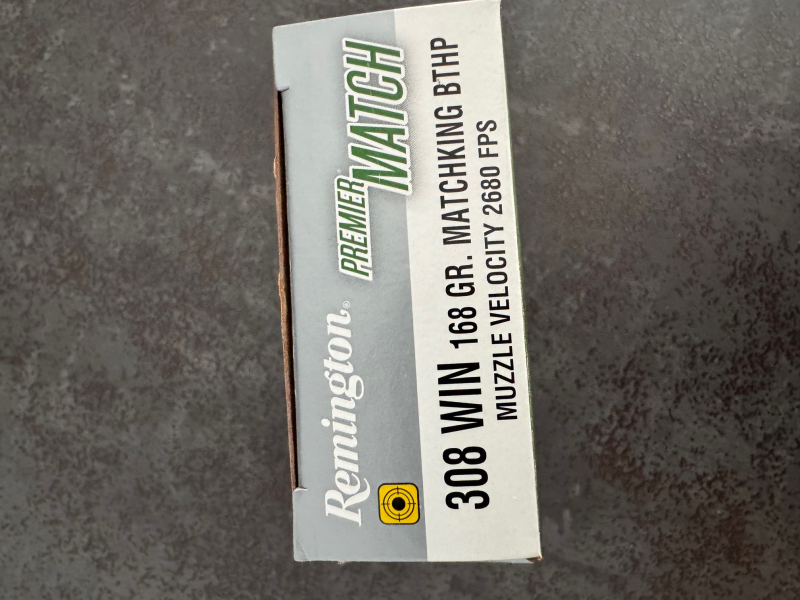 Remington®
PREMIER®
MATCH
308 WIN 168 GR. MATCHKING BTHP
MUZZLE VELOCITY 2680 FPS